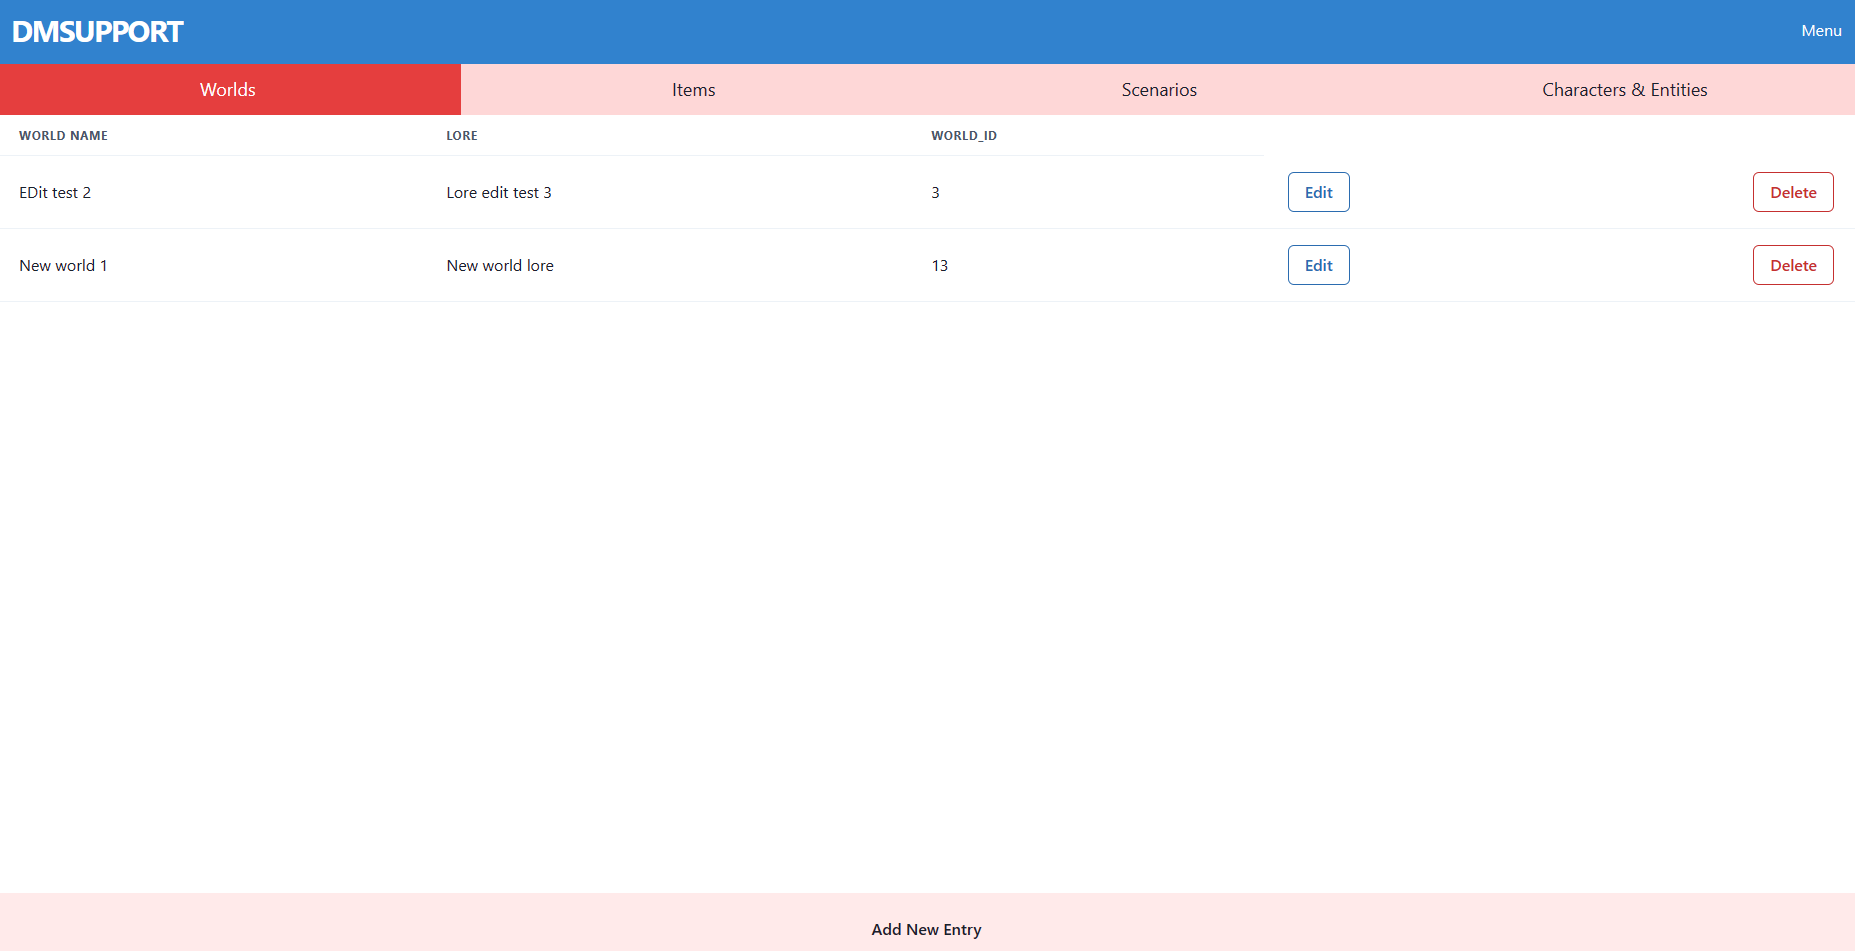 DMSUPPORT
Menu
Worlds Items Scenarios Characters & Entities
WORLD NAME LORE WORLD_ID
EDit test 2 Lore edit test 3 3 Edit Delete
New world 1 New world lore 13 Edit Delete
Add New Entry